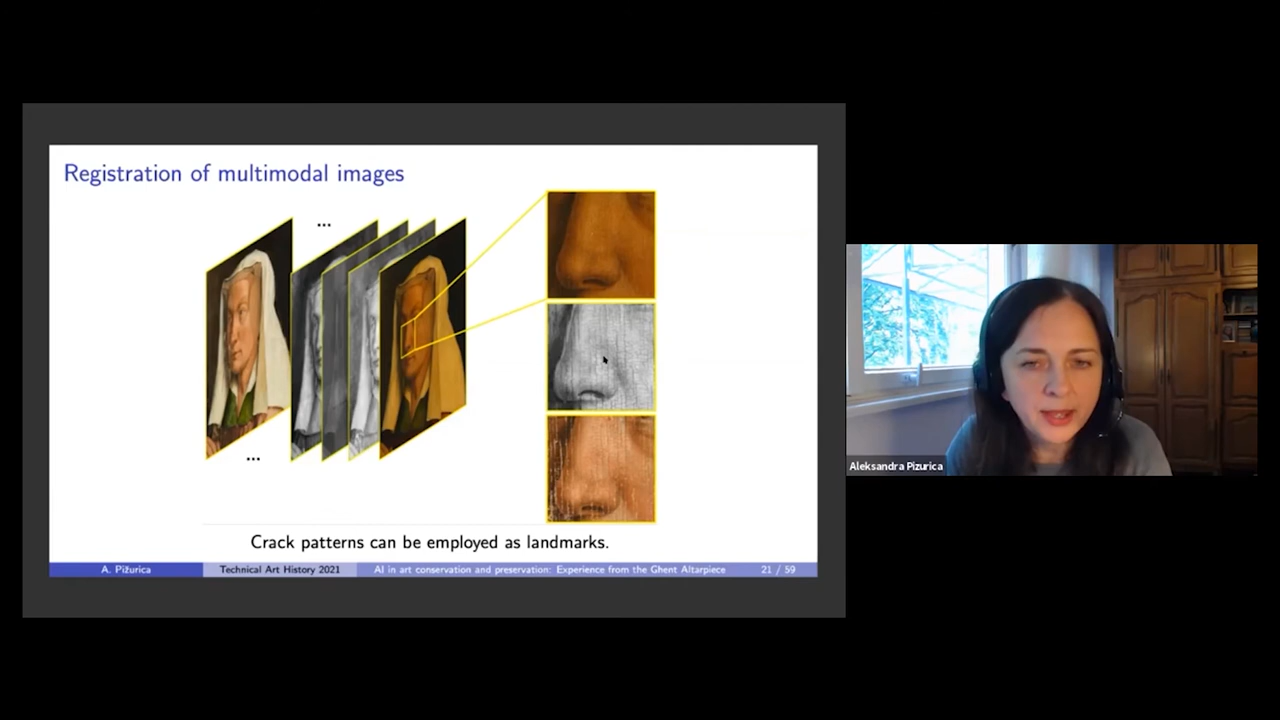 Registration of multimodal images
...
...
Crack patterns can be employed as landmarks.
A. Pižurica Technical Art History 2021 AI in art conservation and preservation: Experience from the Ghent Altarpiece 21 / 59
Aleksandra Pizurica